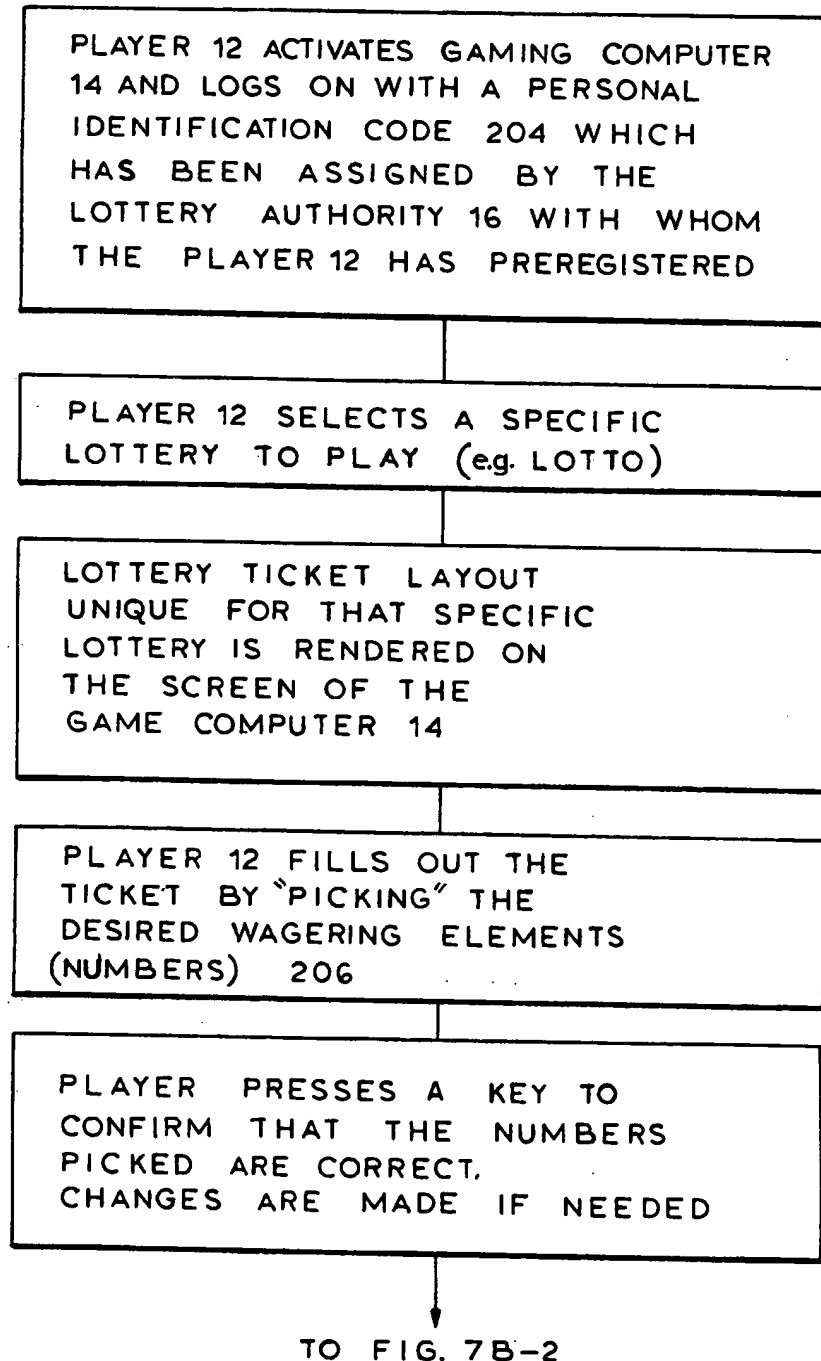 PLAYER 12 ACTIVATES GAMING COMPUTER
14 AND LOGS ON WITH A PERSONAL
IDENTIFICATION CODE 204 WHICH
HAS BEEN ASSIGNED BY THE
LOTTERY AUTHORITY 16 WITH WHOM
THE PLAYER 12 HAS PREREGISTERED
PLAYER 12 SELECTS A SPECIFIC
LOTTERY TO PLAY (e.g. LOTTO)
LOTTERY TICKET LAYOUT
UNIQUE FOR THAT SPECIFIC
LOTTERY IS RENDERED ON
THE SCREEN OF THE
GAME COMPUTER 14
PLAYER 12 FILLS OUT THE
TICKET BY "PICKING" THE
DESIRED WAGERING ELEMENTS
(NUMBERS) 206
PLAYER PRESSES A KEY TO
CONFIRM THAT THE NUMBERS
PICKED ARE CORRECT.
CHANGES ARE MADE IF NEEDED
TO FIG. 7B-2